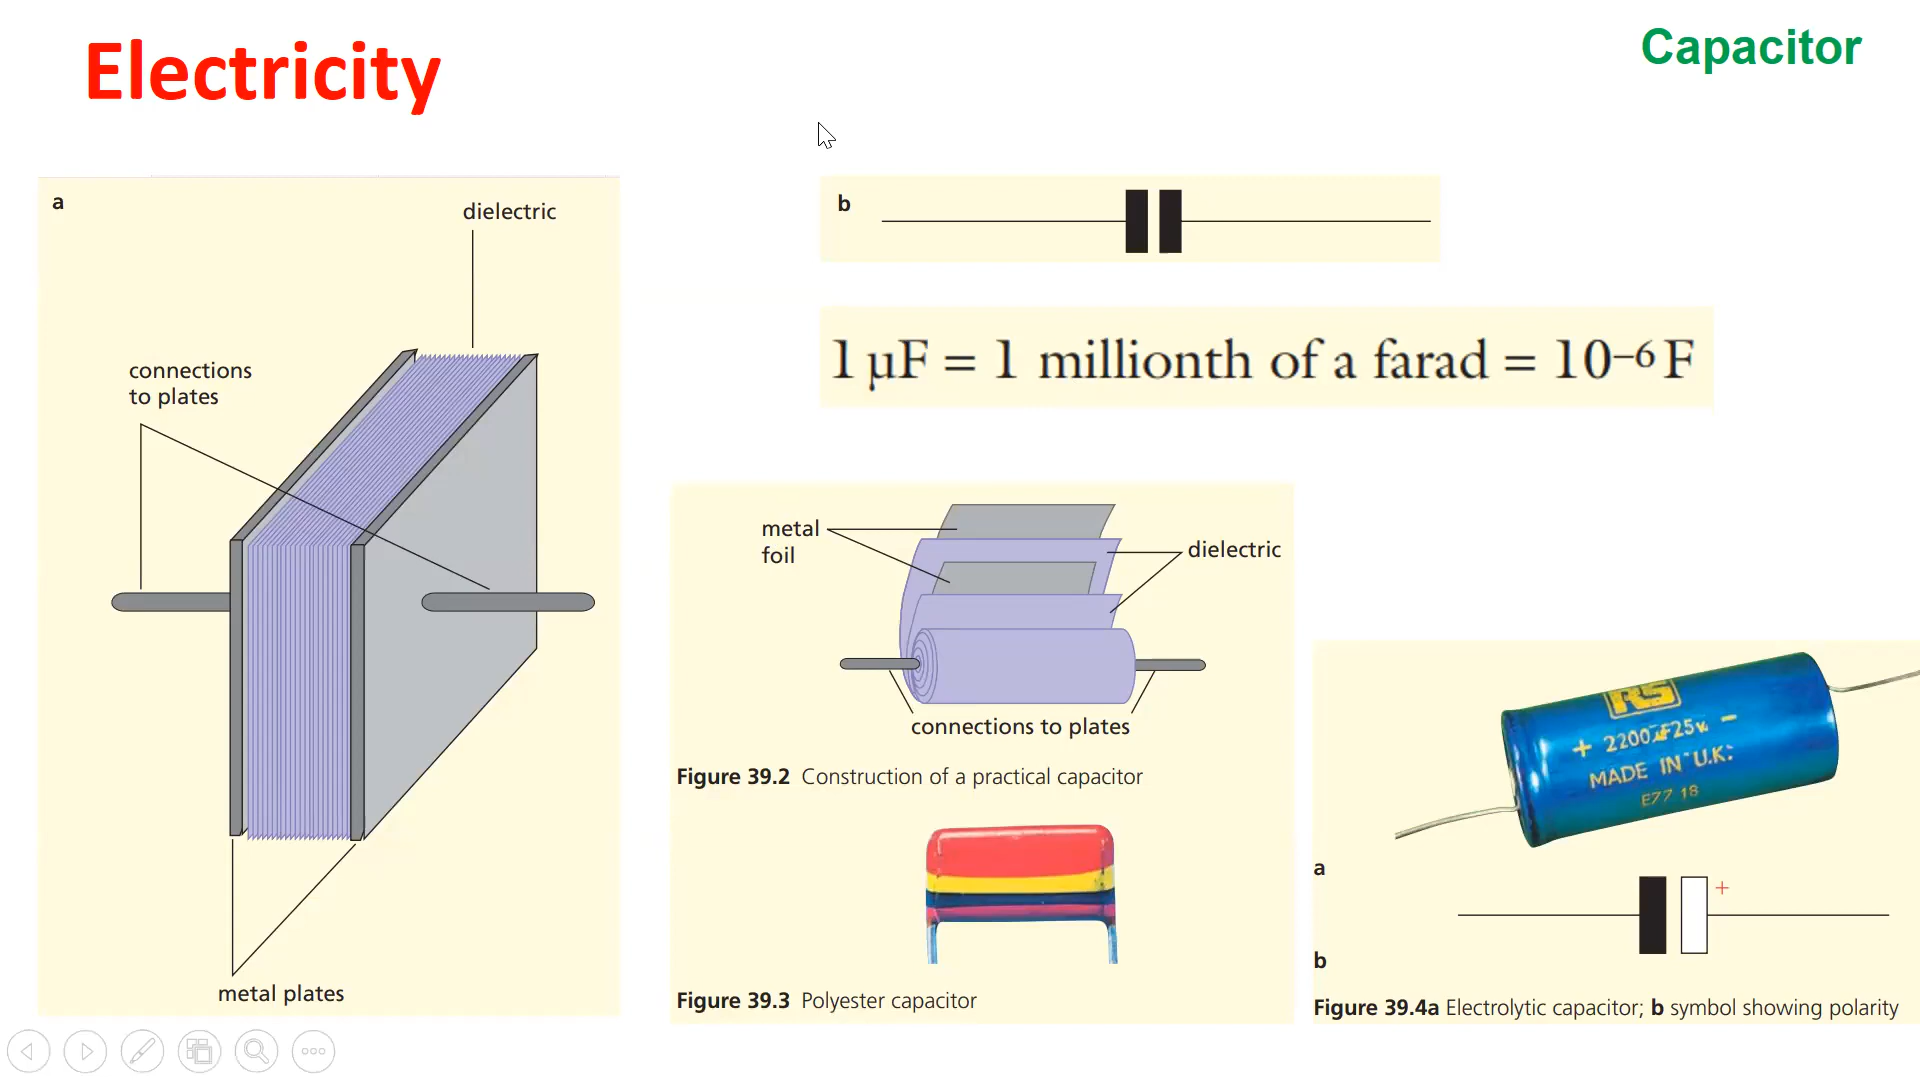 Electricity
Capacitor
a
dielectric
connections
to plates
metal plates
b
1 µF = 1 millionth of a farad = 10⁻⁶ F
metal
foil
dielectric
connections to plates
Figure 39.2 Construction of a practical capacitor
Figure 39.3 Polyester capacitor
RS
+ 2200µF25v −
MADE IN U.K.
E77 18
a
+
b
Figure 39.4a Electrolytic capacitor; b symbol showing polarity